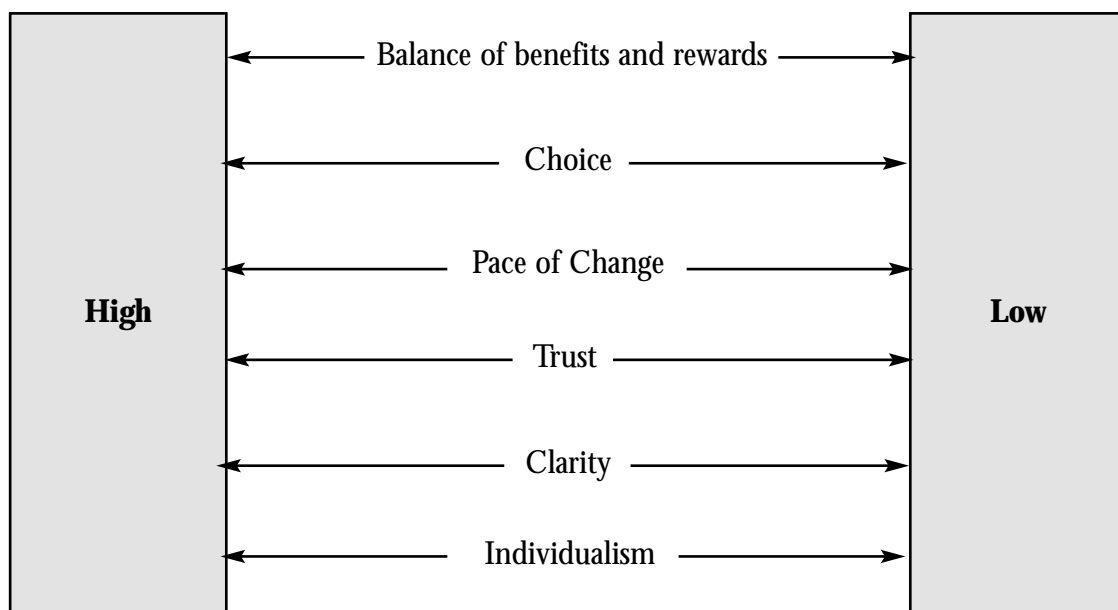 Balance of benefits and rewards
Choice
Pace of Change
High
Low
Trust
Clarity
Individualism